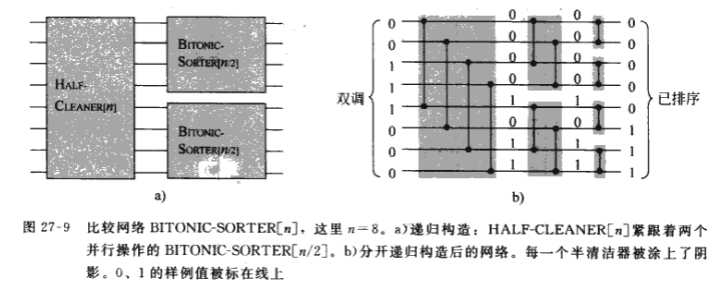 HALF-
CLEANER[n]
BITONIC-
SORTER[n/2]
BITONIC-
SORTER[n/2]
a)
双调
0 0 0 0
0 0 0 0
1 0 0 0
1 0 0 0
1 1 1 0
0 0 0 1
0 1 1 1
0 1 1 1
已排序
b)
图 27-9 比较网络 BITONIC-SORTER[n]，这里 n=8。a)递归构造：HALF-CLEANER[n]紧跟着两个
并行操作的 BITONIC-SORTER[n/2]。b)分开递归构造后的网络。每一个半清洁器被涂上了阴
影。0、1的样例值被标在线上